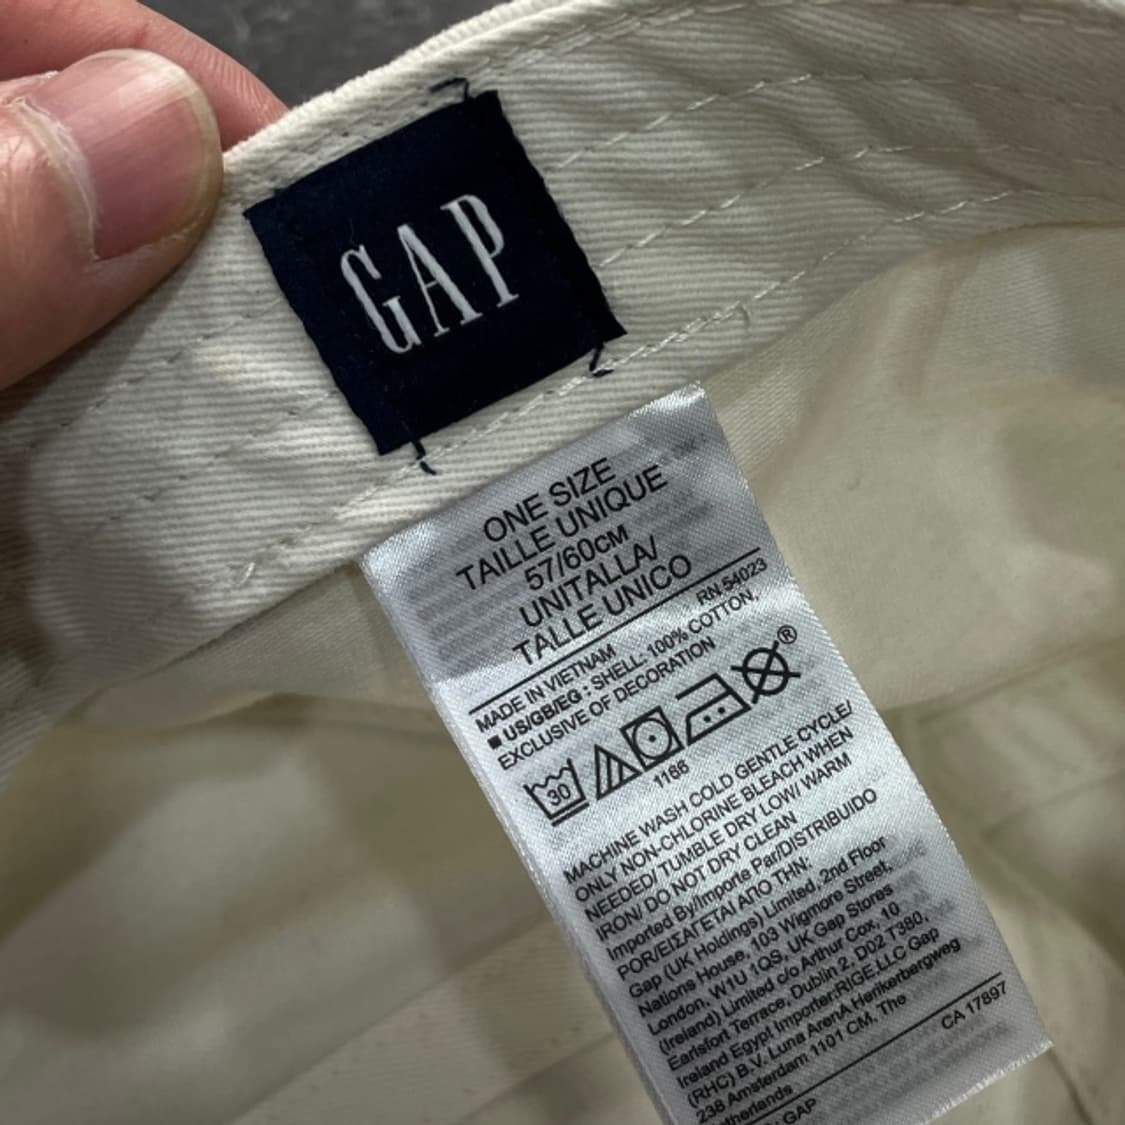 GAP
ONE SIZE
TAILLE UNIQUE
57/60CM
UNITALLA/
TALLE UNICO
RN 54023
MADE IN VIETNAM
■ US/GB/EG : SHELL: 100% COTTON,
EXCLUSIVE OF DECORATION
30
®
1166
MACHINE WASH COLD GENTLE CYCLE/
ONLY NON-CHLORINE BLEACH WHEN
NEEDED/ TUMBLE DRY LOW/ WARM
IRON/ DO NOT DRY CLEAN
Imported By/Importe Par/DISTRIBUIDO
POR/ΕΙΣΑΓΕΤΑΙ ΑΠΟ ΤΗΝ:
Gap (UK Holdings) Limited, 2nd Floor
Nations House, 103 Wigmore Street,
London, W1U 1QS, UK Gap Stores
(Ireland) Limited c/o Arthur Cox, 10
Earlsfort Terrace, Dublin 2, D02 T380,
Ireland Egypt Importer:RIGE.LLC Gap
(RHC) B.V. Luna ArenA Herikerbergweg
238 Amsterdam 1101 CM, The
etherlands
CA 17897
: GAP